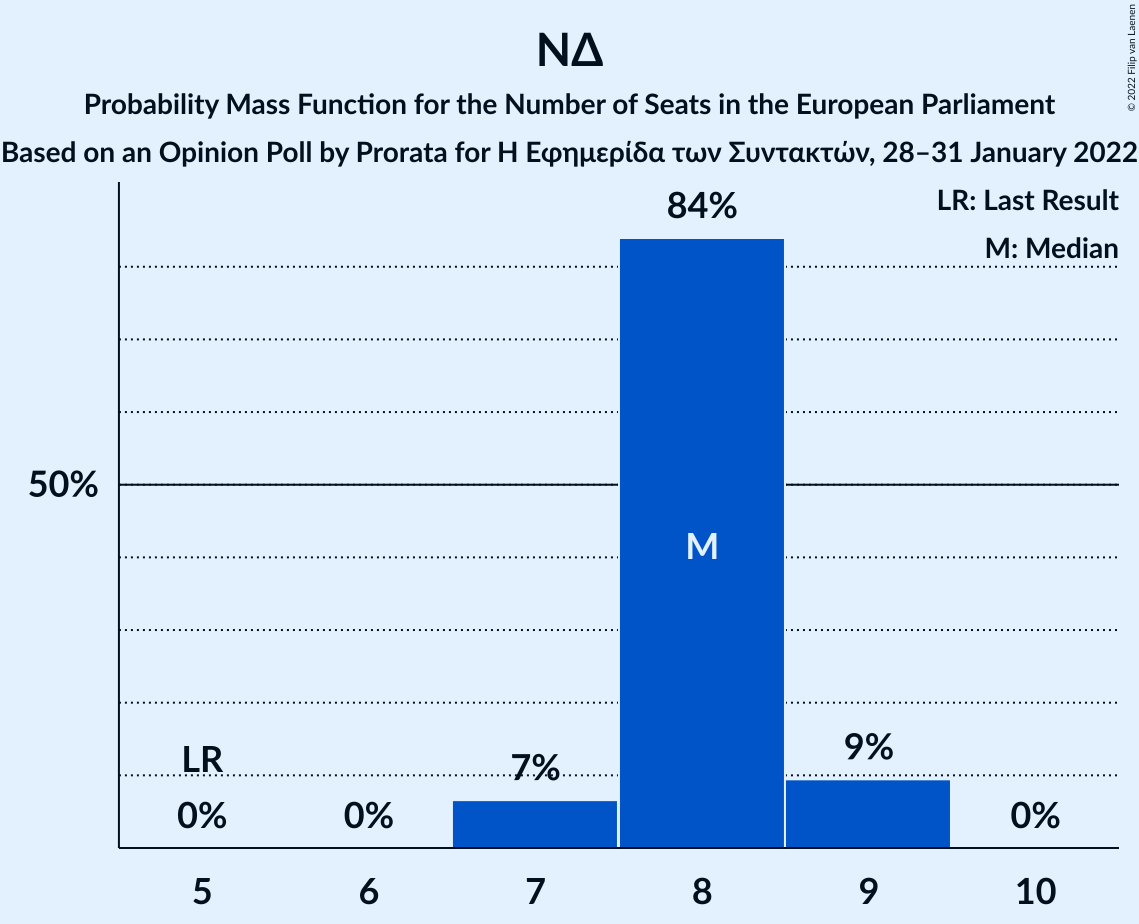 © 2022 Filip van Laenen
ΝΔ
Probability Mass Function for the Number of Seats in the European Parliament
Based on an Opinion Poll by Prorata for Η Εφημερίδα των Συντακτών, 28–31 January 2022
LR: Last Result
M: Median
84%
50%
M
LR
7%
9%
0%
0%
0%
5
6
7
8
9
10